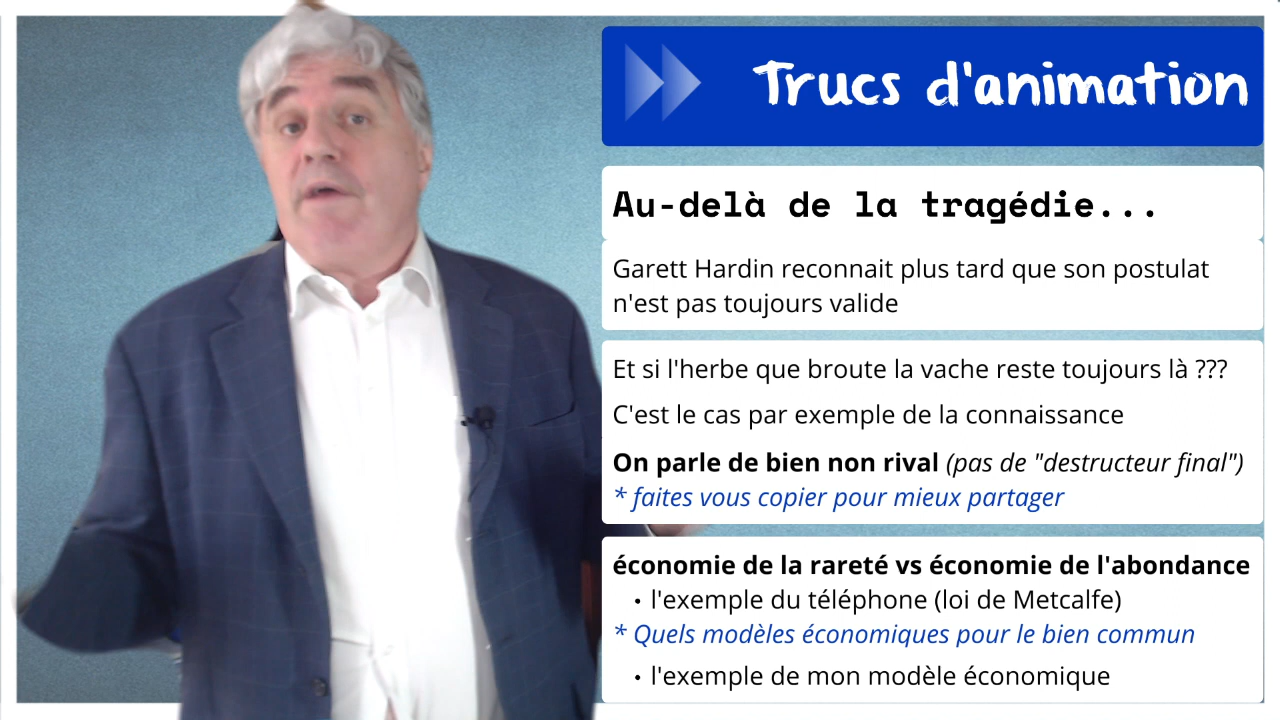 Trucs d'animation
Au-delà de la tragédie...
Garett Hardin reconnait plus tard que son postulat
n'est pas toujours valide
Et si l'herbe que broute la vache reste toujours là ???
C'est le cas par exemple de la connaissance
On parle de bien non rival (pas de "destructeur final")
* faites vous copier pour mieux partager
économie de la rareté vs économie de l'abondance
• l'exemple du téléphone (loi de Metcalfe)
* Quels modèles économiques pour le bien commun
• l'exemple de mon modèle économique